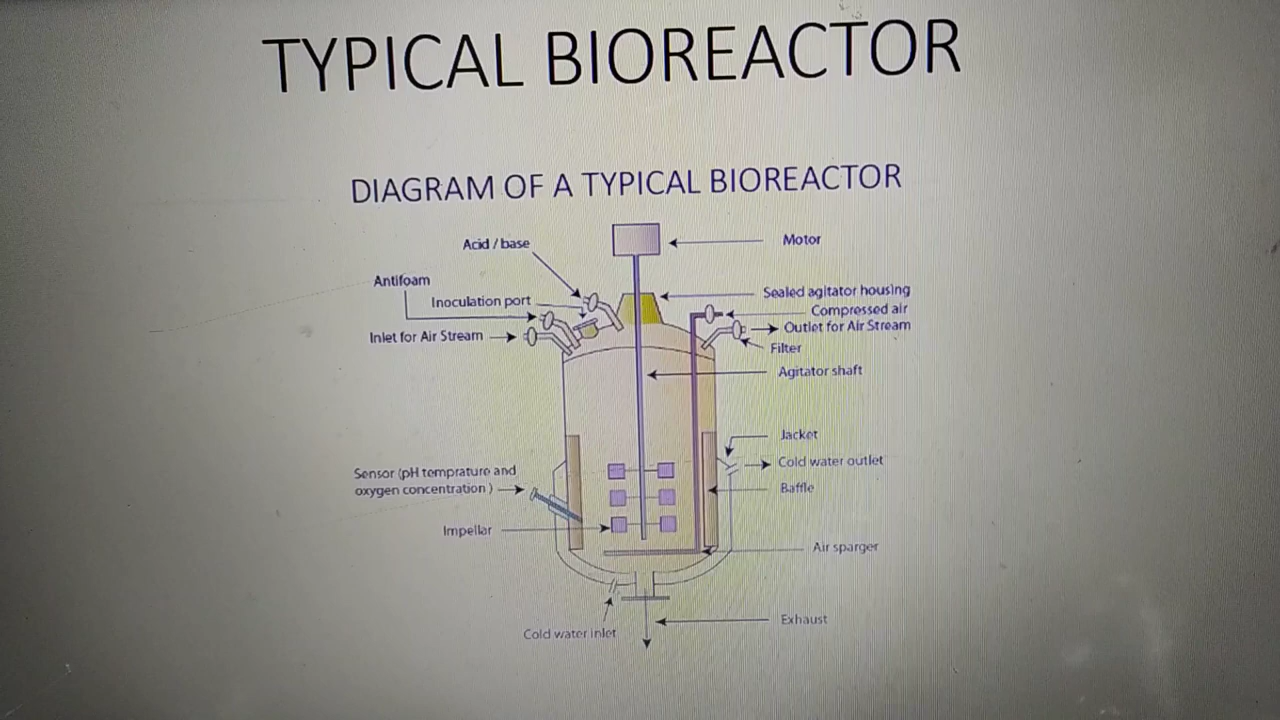 TYPICAL BIOREACTOR
DIAGRAM OF A TYPICAL BIOREACTOR
Acid / base
Motor
Antifoam
Inoculation port
Sealed agitator housing
Compressed air
Inlet for Air Stream
Outlet for Air Stream
Filter
Agitator shaft
Jacket
Cold water outlet
Sensor (pH temprature and
oxygen concentration )
Baffle
Impellar
Air sparger
Exhaust
Cold water inlet